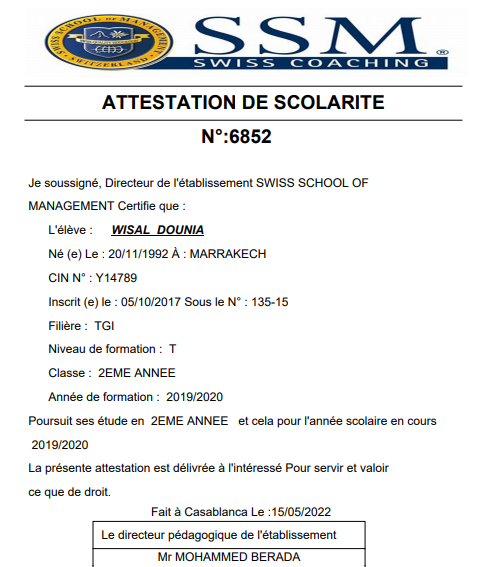 SWISS SCHOOL OF MANAGEMENT
SWITZERLAND
SSM
SWISS COACHING
ATTESTATION DE SCOLARITE
N°:6852
Je soussigné, Directeur de l'établissement SWISS SCHOOL OF
MANAGEMENT Certifie que :
L'élève : WISAL DOUNIA
Né (e) Le : 20/11/1992 À : MARRAKECH
CIN N° : Y14789
Inscrit (e) le : 05/10/2017 Sous le N° : 135-15
Filière : TGI
Niveau de formation : T
Classe : 2EME ANNEE
Année de formation : 2019/2020
Poursuit ses étude en 2EME ANNEE et cela pour l'année scolaire en cours
2019/2020
La présente attestation est délivrée à l'intéressé Pour servir et valoir
ce que de droit.
Fait à Casablanca Le :15/05/2022
Le directeur pédagogique de l'établissement
Mr MOHAMMED BERADA